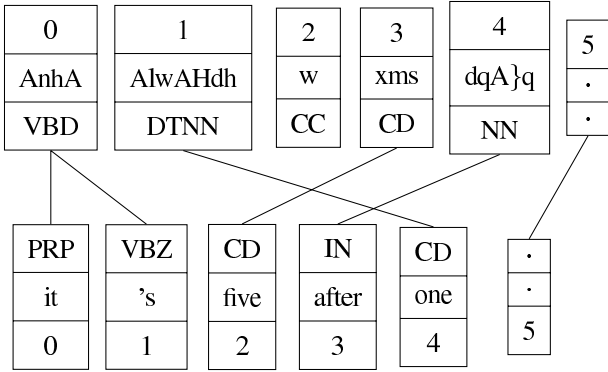 0 1 2 3 4 5
AnhA AlwAHdh w xms dqA}q .
VBD DTNN CC CD NN .
PRP VBZ CD IN CD .
it 's five after one .
0 1 2 3 4 5